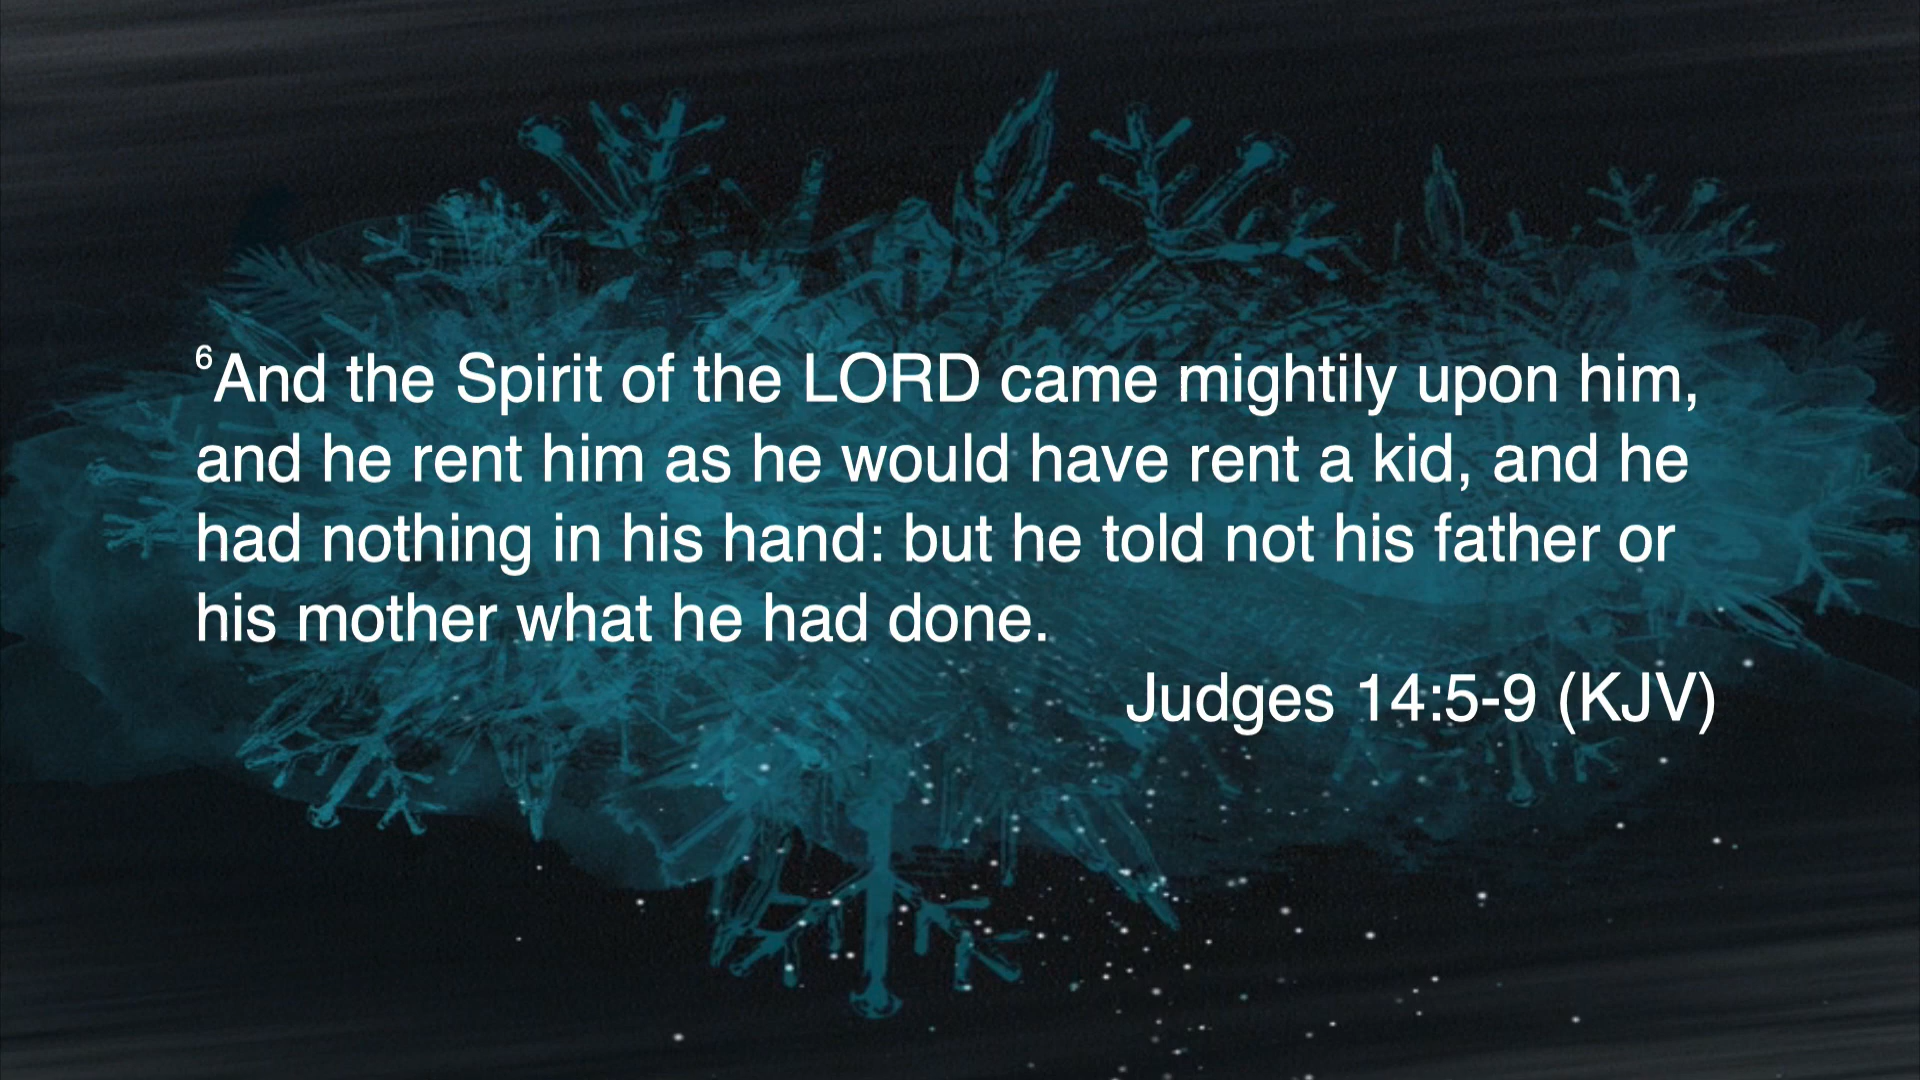 ⁶And the Spirit of the LORD came mightily upon him,
and he rent him as he would have rent a kid, and he
had nothing in his hand: but he told not his father or
his mother what he had done.
Judges 14:5-9 (KJV)